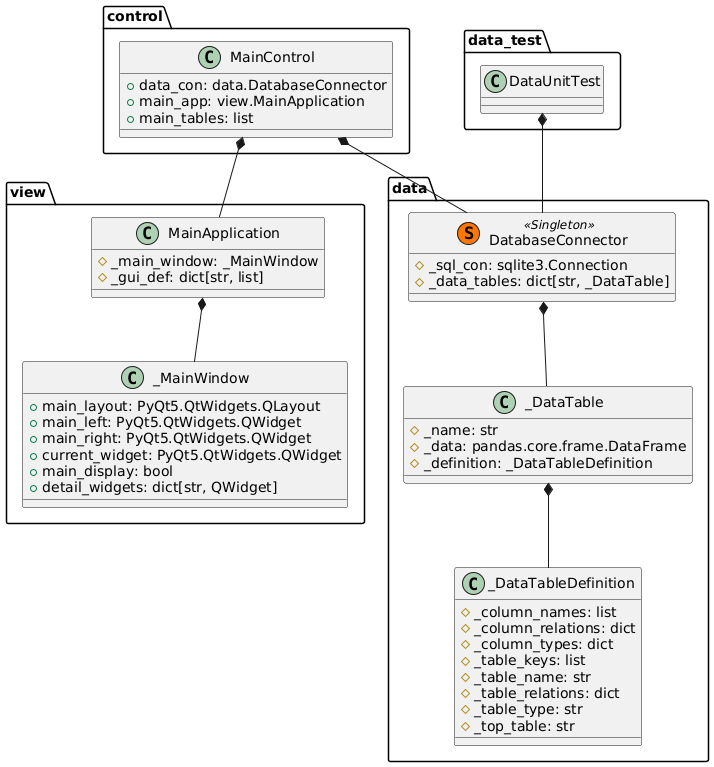 control
C MainControl
data_con: data.DatabaseConnector
main_app: view.MainApplication
main_tables: list
data_test
C DataUnitTest
view
C MainApplication
_main_window: _MainWindow
_gui_def: dict[str, list]
C _MainWindow
main_layout: PyQt5.QtWidgets.QLayout
main_left: PyQt5.QtWidgets.QWidget
main_right: PyQt5.QtWidgets.QWidget
current_widget: PyQt5.QtWidgets.QWidget
main_display: bool
detail_widgets: dict[str, QWidget]
data
«Singleton»
S DatabaseConnector
_sql_con: sqlite3.Connection
_data_tables: dict[str, _DataTable]
C _DataTable
_name: str
_data: pandas.core.frame.DataFrame
_definition: _DataTableDefinition
C _DataTableDefinition
_column_names: list
_column_relations: dict
_column_types: dict
_table_keys: list
_table_name: str
_table_relations: dict
_table_type: str
_top_table: str